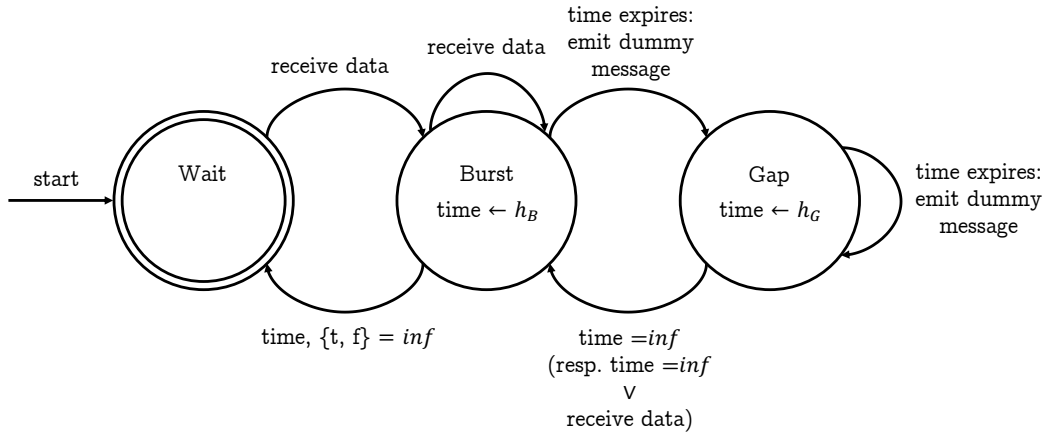 time expires:
emit dummy
message
receive data
receive data
start
Wait
Burst
time ← h_B
Gap
time ← h_G
time expires:
emit dummy
message
time, {t, f} = inf
time =inf
(resp. time =inf
∨
receive data)